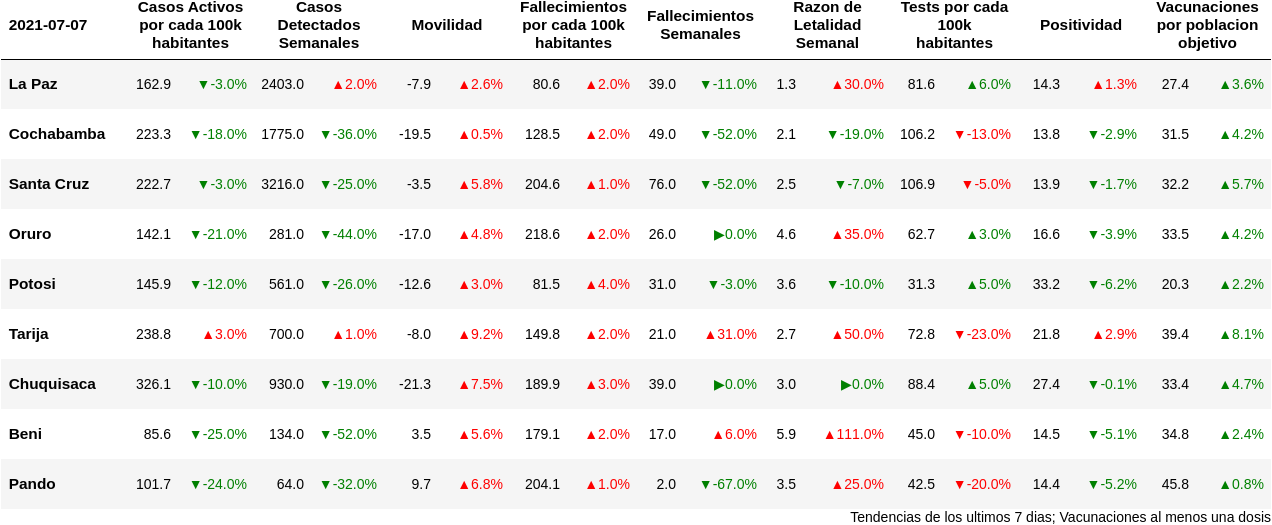 2021-07-07 Casos Activos por cada 100k habitantes Casos Detectados Semanales Movilidad Fallecimientos por cada 100k habitantes Fallecimientos Semanales Razon de Letalidad Semanal Tests por cada 100k habitantes Positividad Vacunaciones por poblacion objetivo
La Paz 162.9 ▼-3.0% 2403.0 ▲2.0% -7.9 ▲2.6% 80.6 ▲2.0% 39.0 ▼-11.0% 1.3 ▲30.0% 81.6 ▲6.0% 14.3 ▲1.3% 27.4 ▲3.6%
Cochabamba 223.3 ▼-18.0% 1775.0 ▼-36.0% -19.5 ▲0.5% 128.5 ▲2.0% 49.0 ▼-52.0% 2.1 ▼-19.0% 106.2 ▼-13.0% 13.8 ▼-2.9% 31.5 ▲4.2%
Santa Cruz 222.7 ▼-3.0% 3216.0 ▼-25.0% -3.5 ▲5.8% 204.6 ▲1.0% 76.0 ▼-52.0% 2.5 ▼-7.0% 106.9 ▼-5.0% 13.9 ▼-1.7% 32.2 ▲5.7%
Oruro 142.1 ▼-21.0% 281.0 ▼-44.0% -17.0 ▲4.8% 218.6 ▲2.0% 26.0 ▶0.0% 4.6 ▲35.0% 62.7 ▲3.0% 16.6 ▼-3.9% 33.5 ▲4.2%
Potosi 145.9 ▼-12.0% 561.0 ▼-26.0% -12.6 ▲3.0% 81.5 ▲4.0% 31.0 ▼-3.0% 3.6 ▼-10.0% 31.3 ▲5.0% 33.2 ▼-6.2% 20.3 ▲2.2%
Tarija 238.8 ▲3.0% 700.0 ▲1.0% -8.0 ▲9.2% 149.8 ▲2.0% 21.0 ▲31.0% 2.7 ▲50.0% 72.8 ▼-23.0% 21.8 ▲2.9% 39.4 ▲8.1%
Chuquisaca 326.1 ▼-10.0% 930.0 ▼-19.0% -21.3 ▲7.5% 189.9 ▲3.0% 39.0 ▶0.0% 3.0 ▶0.0% 88.4 ▲5.0% 27.4 ▼-0.1% 33.4 ▲4.7%
Beni 85.6 ▼-25.0% 134.0 ▼-52.0% 3.5 ▲5.6% 179.1 ▲2.0% 17.0 ▲6.0% 5.9 ▲111.0% 45.0 ▼-10.0% 14.5 ▼-5.1% 34.8 ▲2.4%
Pando 101.7 ▼-24.0% 64.0 ▼-32.0% 9.7 ▲6.8% 204.1 ▲1.0% 2.0 ▼-67.0% 3.5 ▲25.0% 42.5 ▼-20.0% 14.4 ▼-5.2% 45.8 ▲0.8%
Tendencias de los ultimos 7 dias; Vacunaciones al menos una dosis